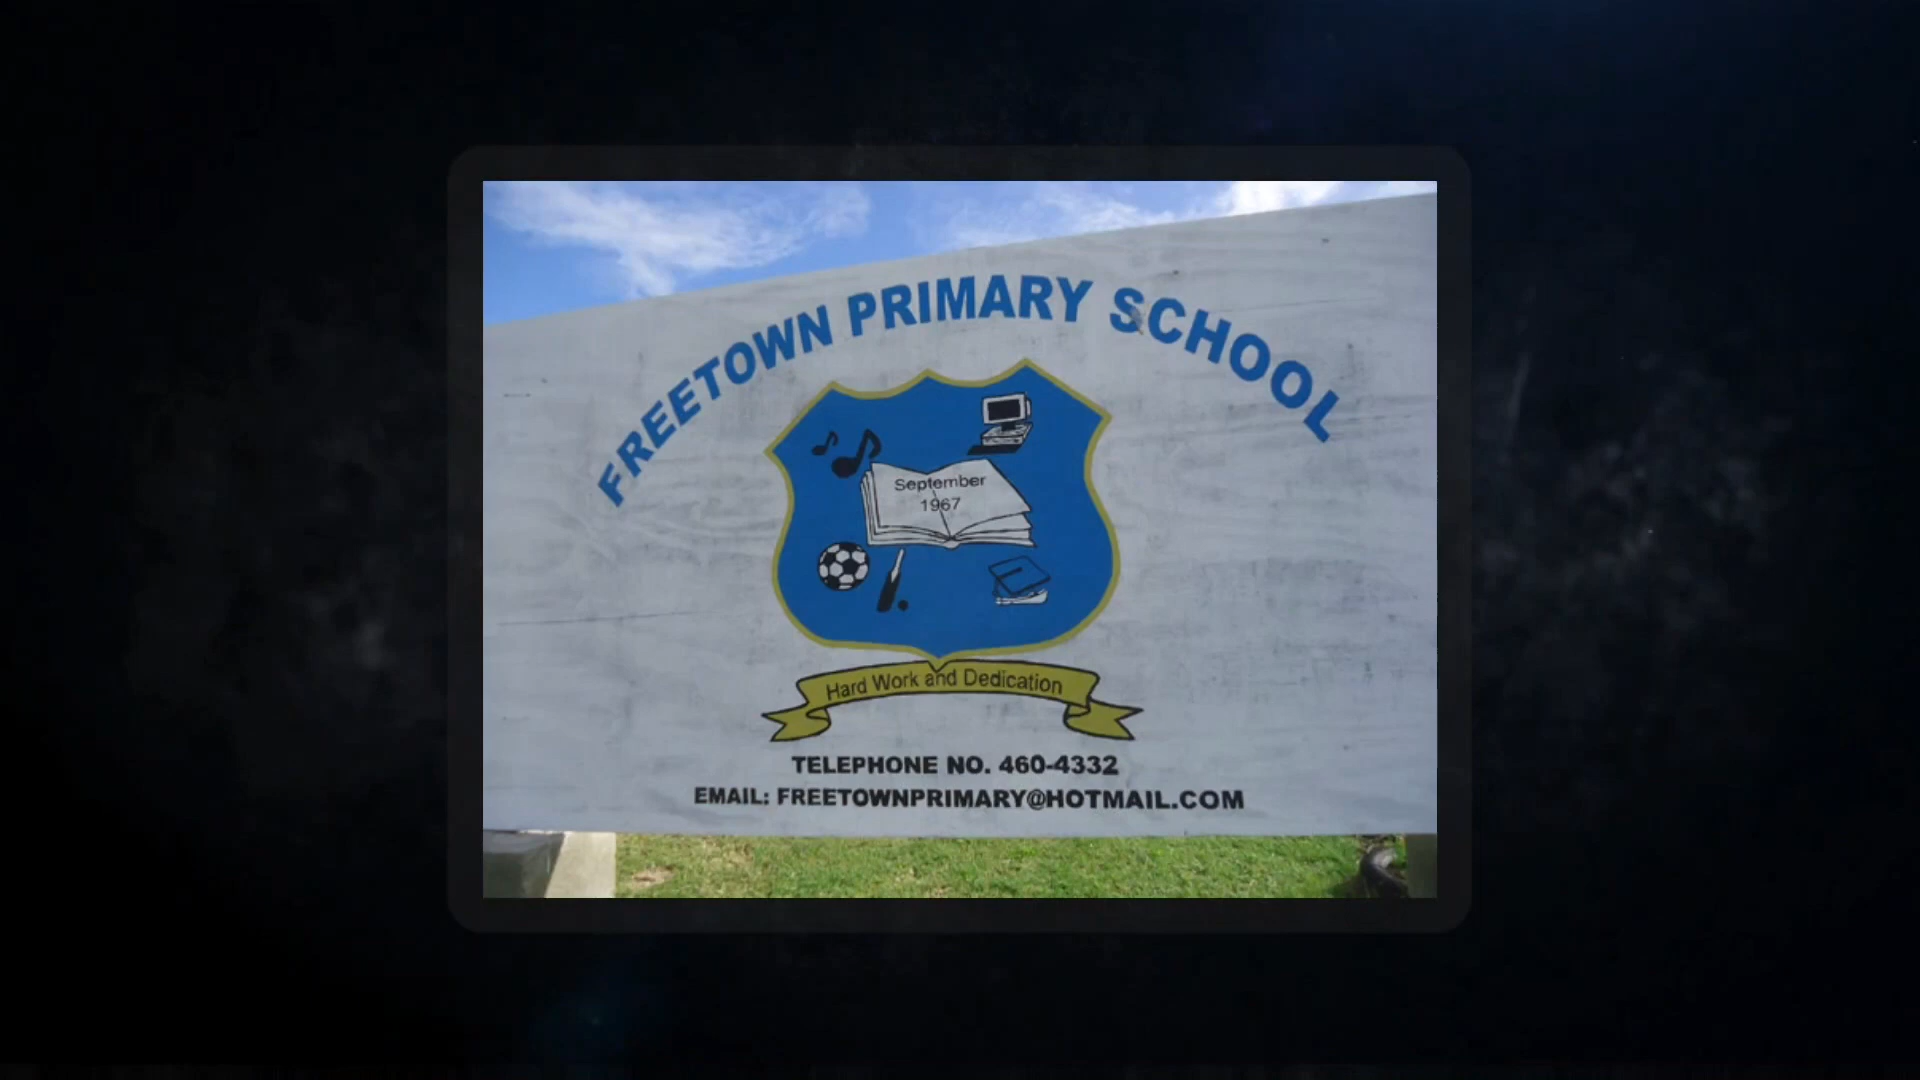 FREETOWN PRIMARY SCHOOL
September
1967
Hard Work and Dedication
TELEPHONE NO. 460-4332
EMAIL: FREETOWNPRIMARY@HOTMAIL.COM